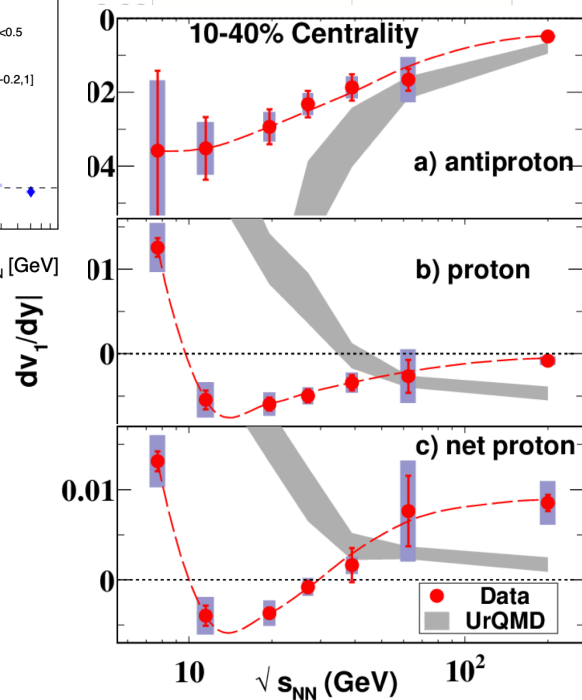 0
10-40% Centrality
<0.5
02
-0.2,1]
04
a) antiproton
[GeV]
01
b) proton
0
dv1/dy|
c) net proton
0.01
0
Data
UrQMD
10
10²
√ sNN (GeV)